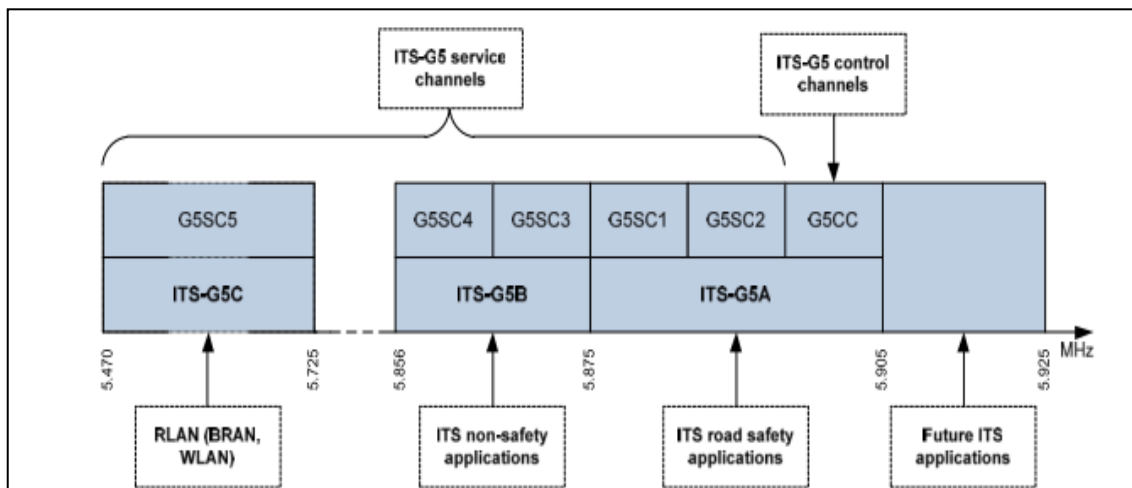 ITS-G5 service
channels
ITS-G5 control
channels
G5SC5
G5SC4
G5SC3
G5SC1
G5SC2
G5CC
ITS-G5C
ITS-G5B
ITS-G5A
MHz
5.470
5.725
5.856
5.875
5.905
5.925
RLAN (BRAN,
WLAN)
ITS non-safety
applications
ITS road safety
applications
Future ITS
applications